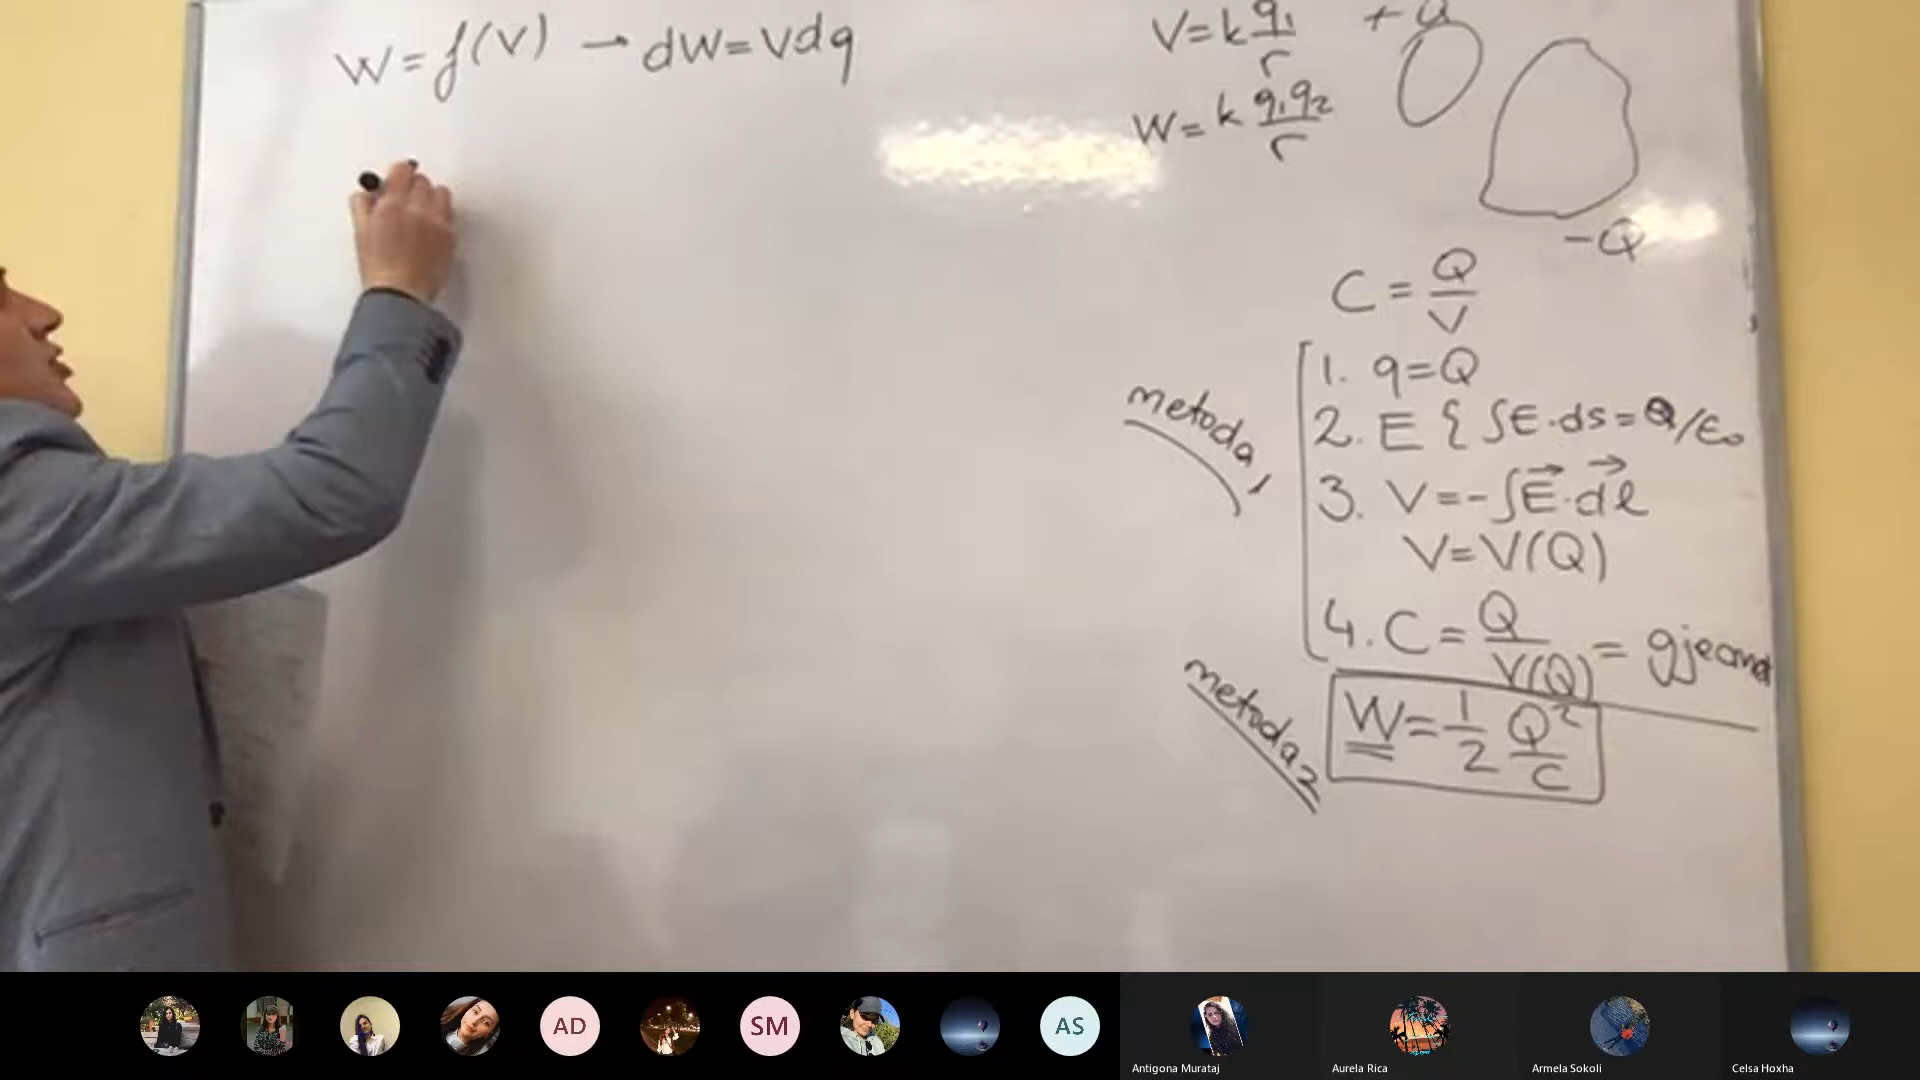 W=f(V) → dW=Vdq
V=k q₁/r
+Q
W=k q₁q₂/r
-Q
C=Q/V
metoda 1
1. q=Q
2. E { ∫E·ds=Q/ε₀
3. V=-∫E⃗·dl⃗
V=V(Q)
4. C=Q/V(Q)= gjeomet
metoda 2
W=1/2 Q²/C
AD
SM
AS
Antigona Murataj
Aurela Rica
Armela Sokoli
Celsa Hoxha